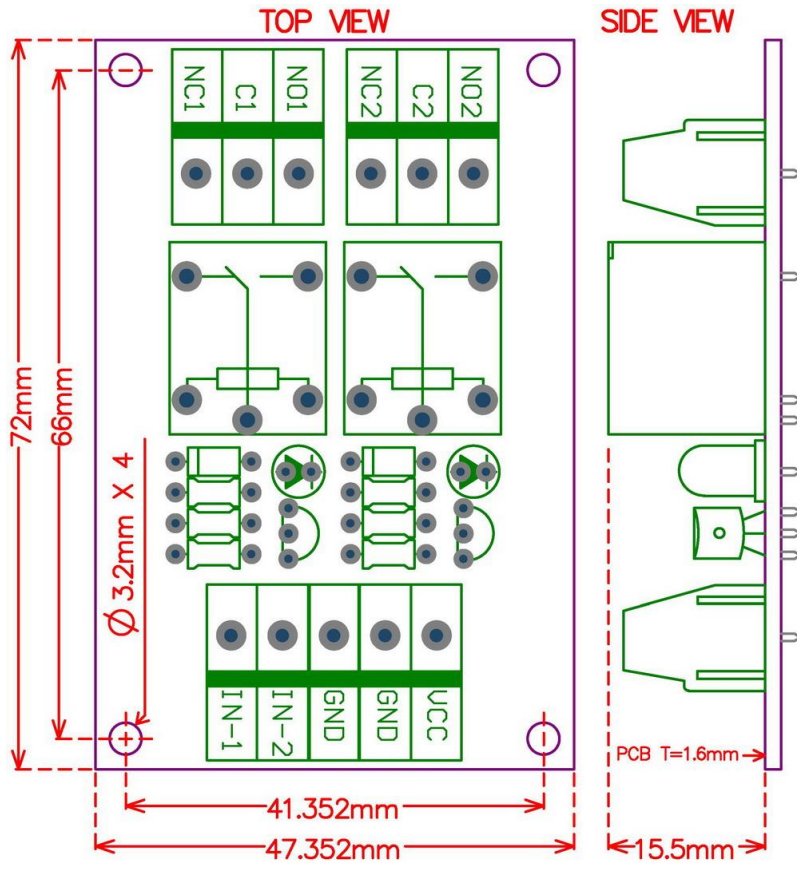 TOP VIEW
SIDE VIEW
NC1
C1
NO1
NC2
C2
NO2
72mm
66mm
Ø3.2mm X 4
IN-1
IN-2
GND
GND
VCC
PCB T=1.6mm
41.352mm
47.352mm
15.5mm